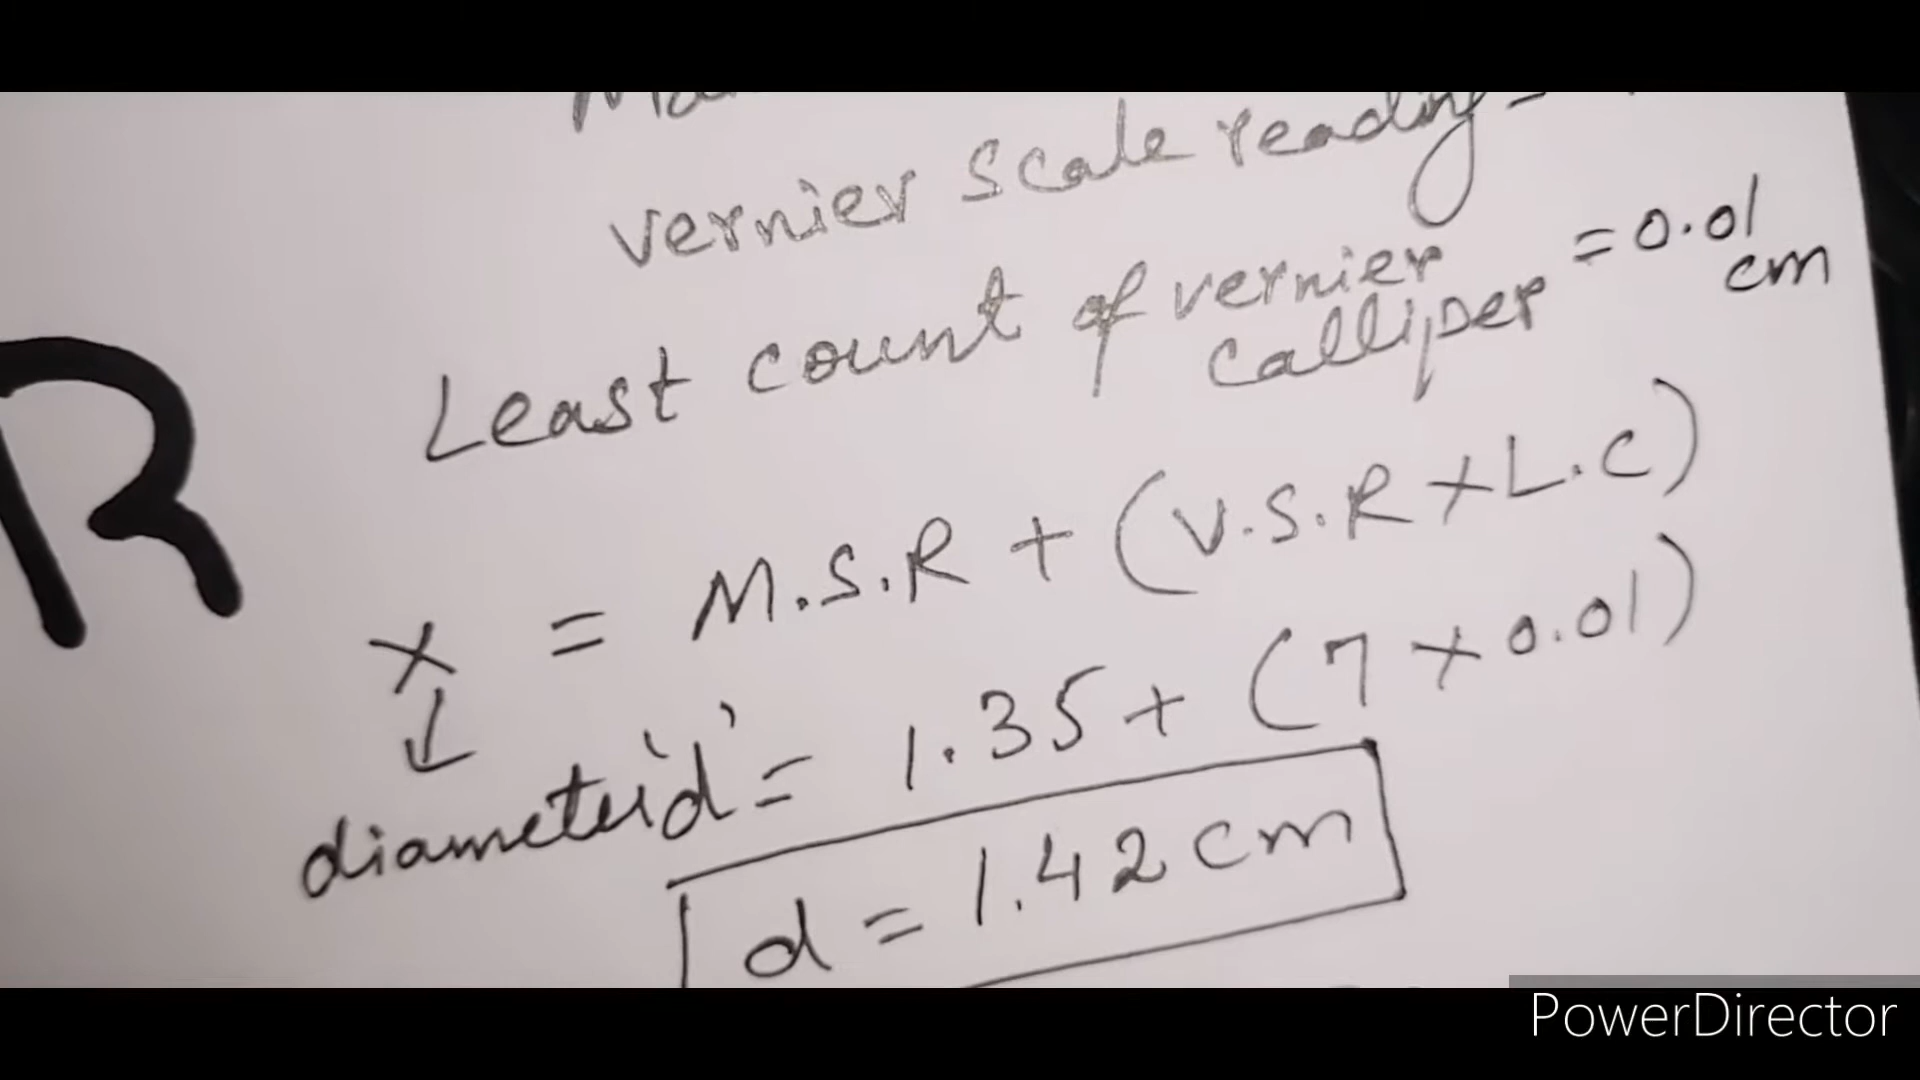 vernier scale reading =
Least count of vernier calliper = 0.01 cm
x = M.S.R + (V.S.R × L.C)
diameter 'd' = 1.35 + (7 × 0.01)
d = 1.42 cm
R
PowerDirector